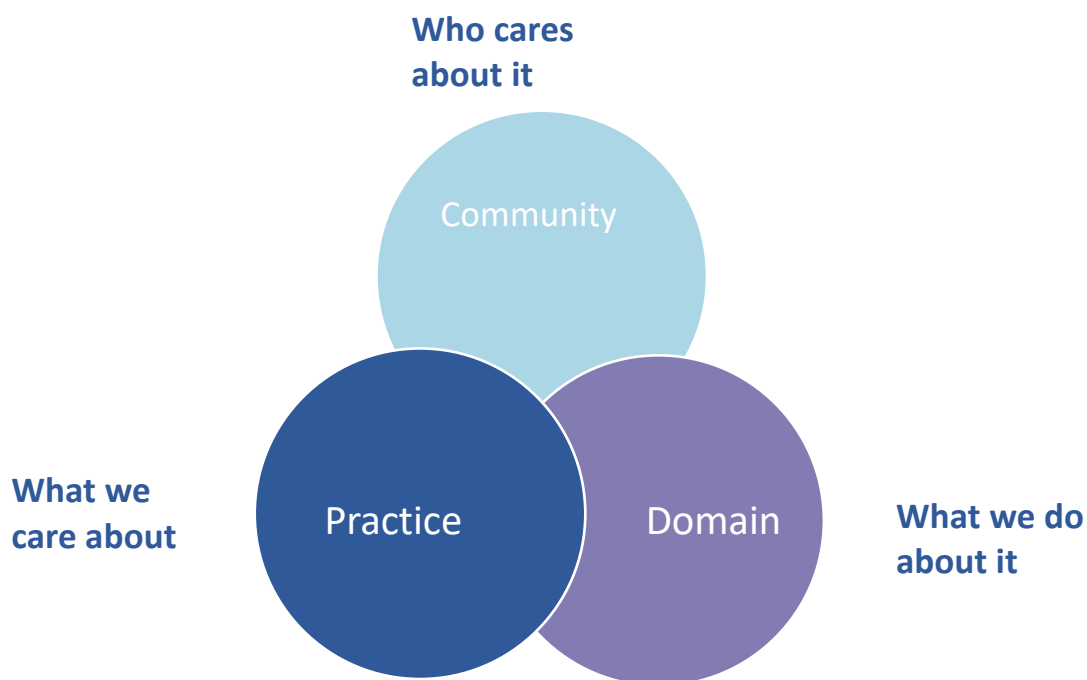 Who cares
about it
Community
What we
care about
Practice
Domain
What we do
about it